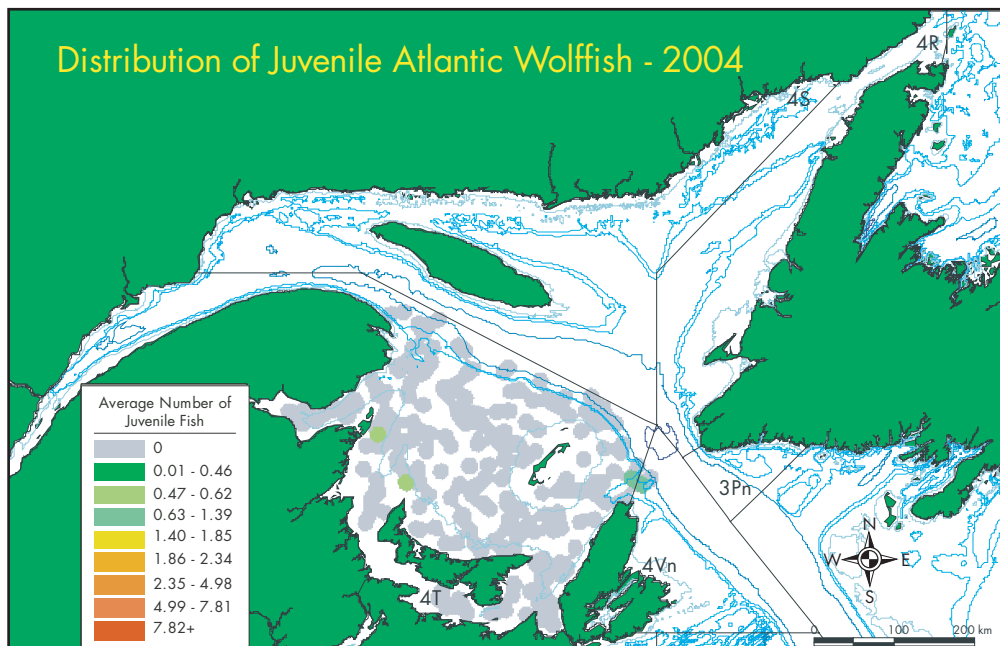 Distribution of Juvenile Atlantic Wolffish - 2004
4R
4S
Average Number of
Juvenile Fish
0
0.01 - 0.46
0.47 - 0.62
0.63 - 1.39
1.40 - 1.85
1.86 - 2.34
2.35 - 4.98
4.99 - 7.81
7.82+
3Pn
4Vn
4T
N
W
E
S
0 100 200 km